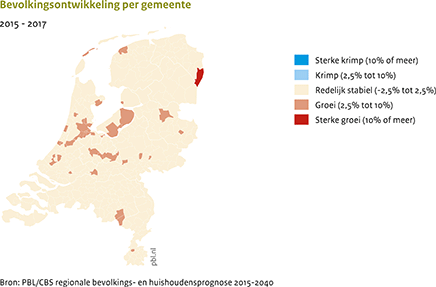 Bevolkingsontwikkeling per gemeente
2015 - 2017
Sterke krimp (10% of meer)
Krimp (2,5% tot 10%)
Redelijk stabiel (-2,5% tot 2,5%)
Groei (2,5% tot 10%)
Sterke groei (10% of meer)
pbl.nl
Bron: PBL/CBS regionale bevolkings- en huishoudensprognose 2015-2040